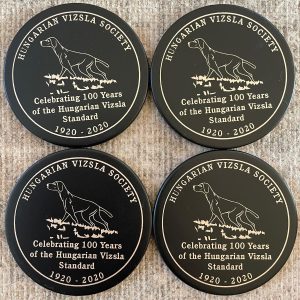 HUNGARIAN VIZSLA SOCIETY
Celebrating 100 Years
of the Hungarian Vizsla
Standard
1920 - 2020
HUNGARIAN VIZSLA SOCIETY
Celebrating 100 Years
of the Hungarian Vizsla
Standard
1920 - 2020
HUNGARIAN VIZSLA SOCIETY
Celebrating 100 Years
of the Hungarian Vizsla
Standard
1920 - 2020
HUNGARIAN VIZSLA SOCIETY
Celebrating 100 Years
of the Hungarian Vizsla
Standard
1920 - 2020